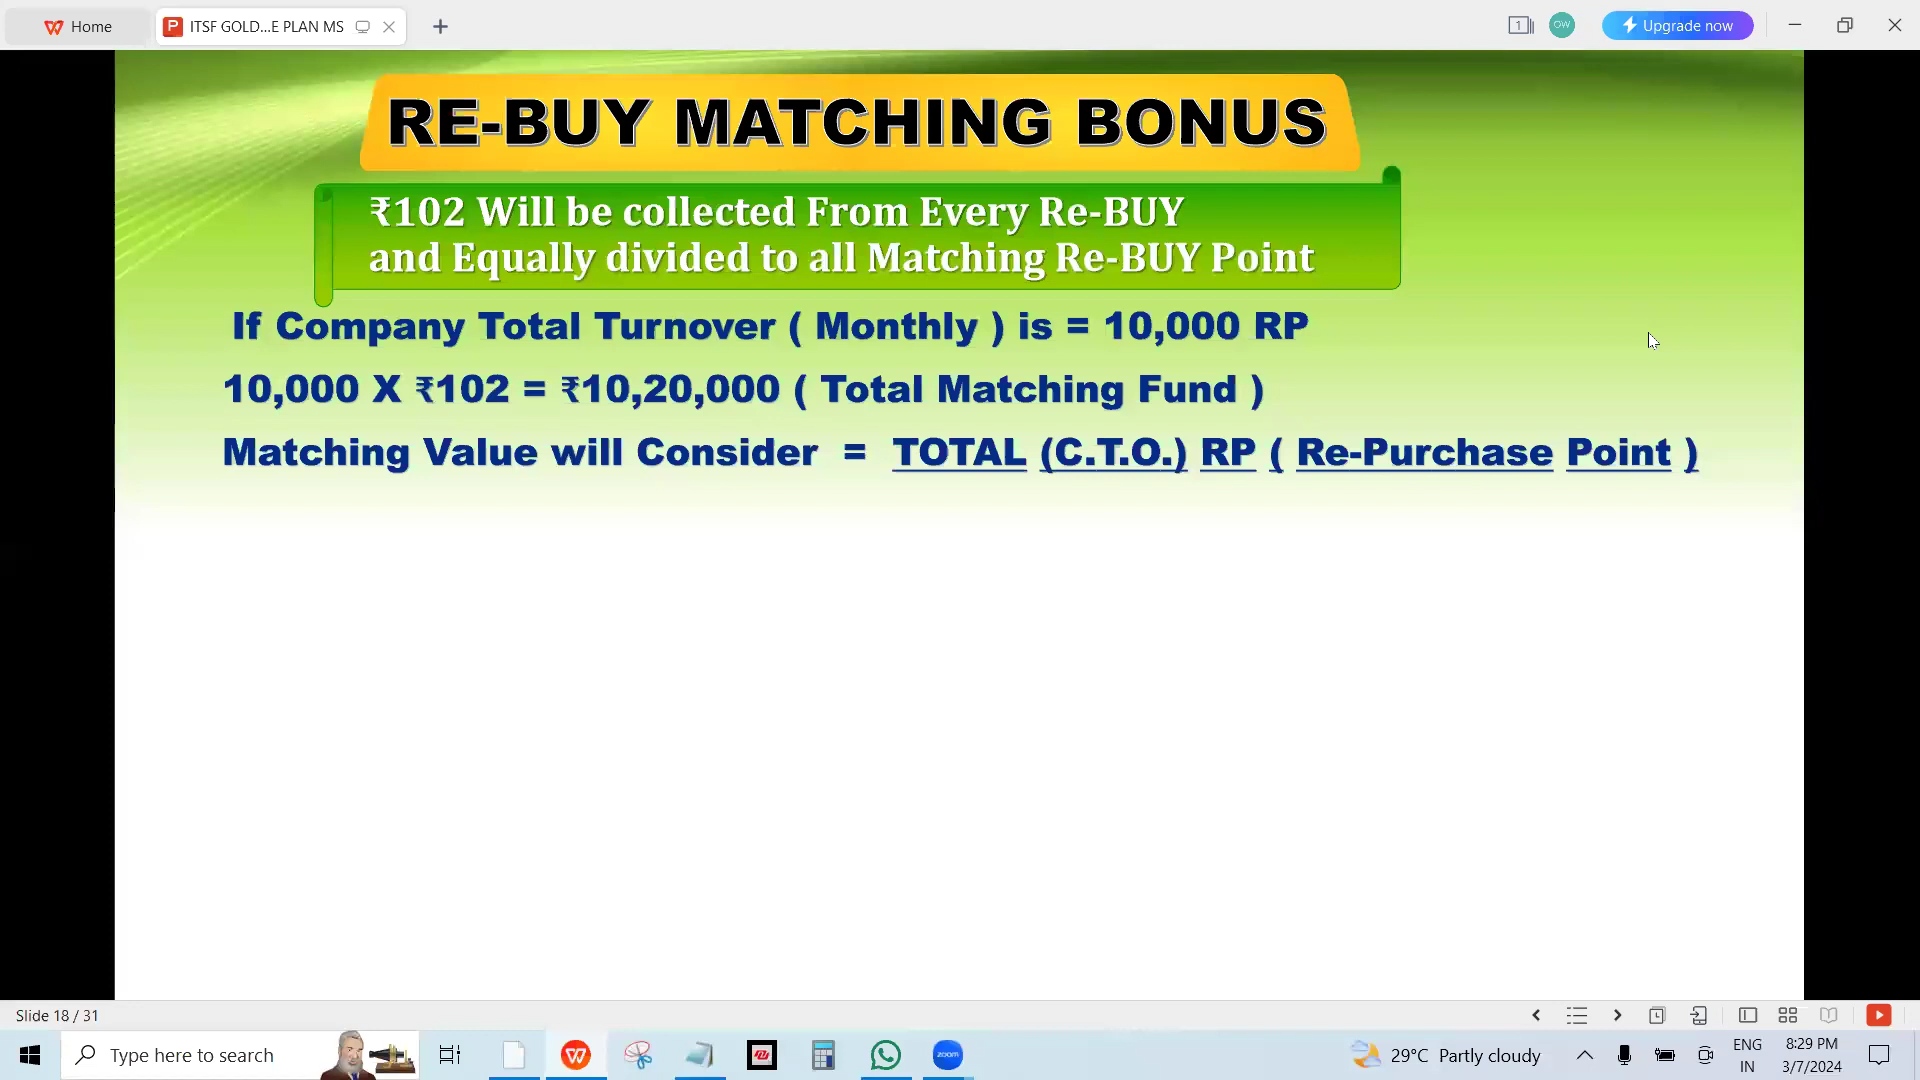 Home
ITSF GOLD...E PLAN MS
1
OW
Upgrade now
RE-BUY MATCHING BONUS
₹102 Will be collected From Every Re-BUY
and Equally divided to all Matching Re-BUY Point
If Company Total Turnover ( Monthly ) is = 10,000 RP
10,000 X ₹102 = ₹10,20,000 ( Total Matching Fund )
Matching Value will Consider = TOTAL (C.T.O.) RP ( Re-Purchase Point )
Slide 18 / 31
Type here to search
zoom
29°C Partly cloudy
ENG
IN
8:29 PM
3/7/2024